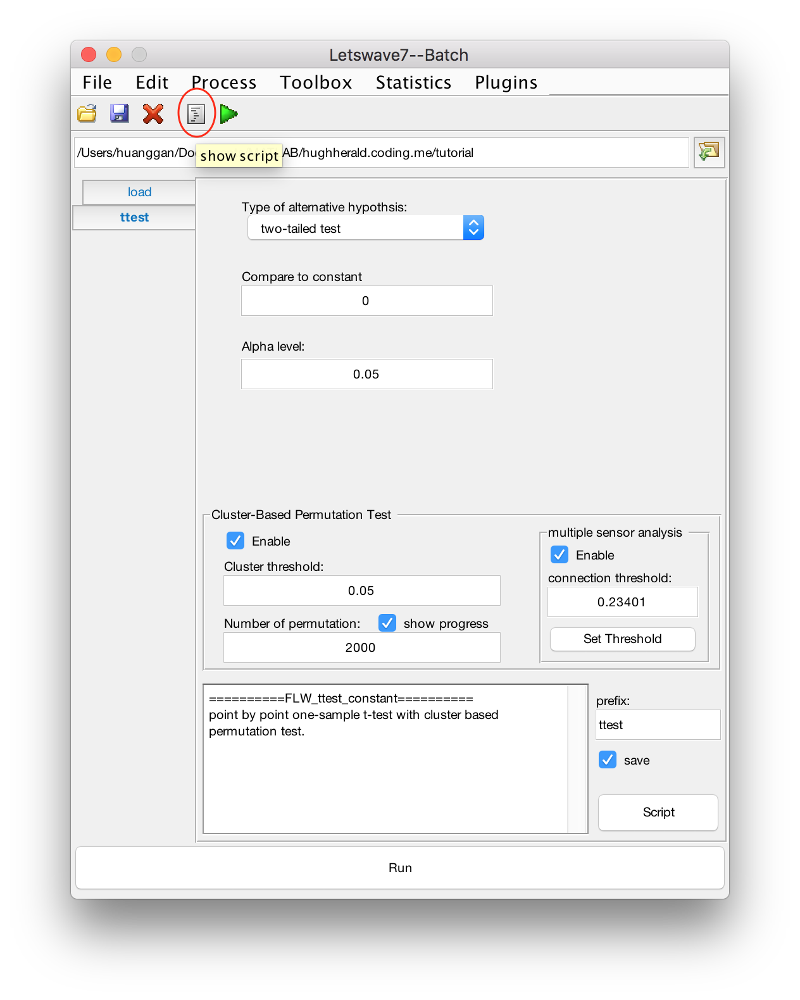 Letswave7--Batch
File Edit Process Toolbox Statistics Plugins
/Users/huanggan/Do AB/hughherald.coding.me/tutorial
show script
load
ttest
Type of alternative hypothsis:
two-tailed test
Compare to constant
0
Alpha level:
0.05
Cluster-Based Permutation Test
Enable
Cluster threshold:
0.05
Number of permutation: show progress
2000
multiple sensor analysis
Enable
connection threshold:
0.23401
Set Threshold
==========FLW_ttest_constant==========
point by point one-sample t-test with cluster based
permutation test.
prefix:
ttest
save
Script
Run